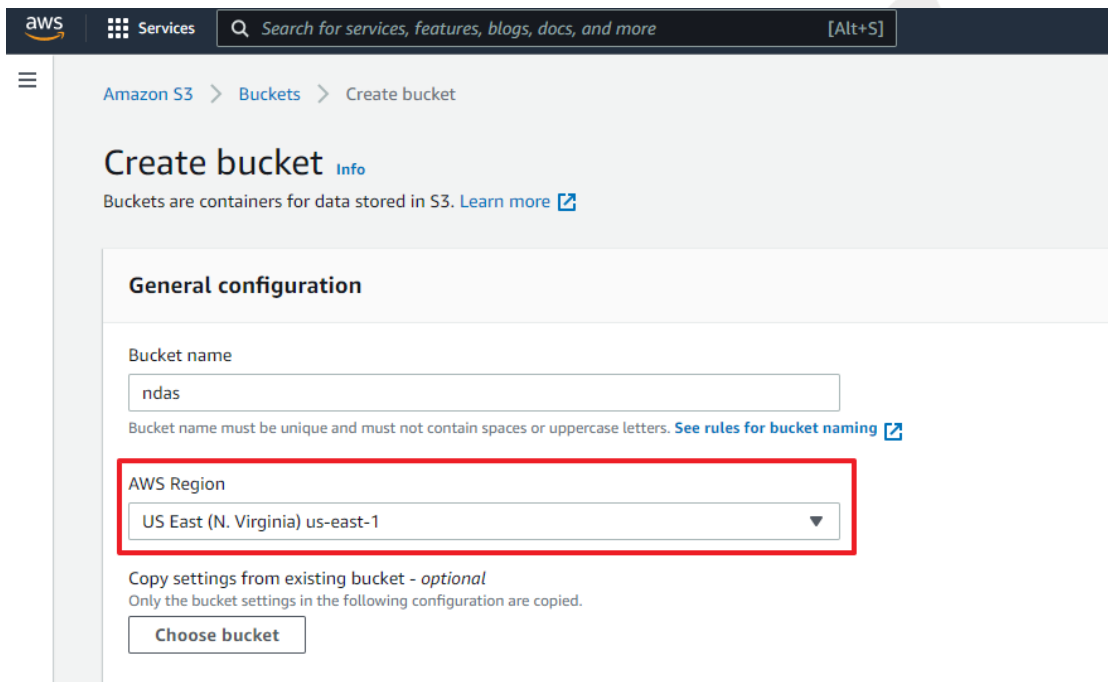 aws Services Search for services, features, blogs, docs, and more [Alt+S]
Amazon S3 > Buckets > Create bucket
Create bucket Info
Buckets are containers for data stored in S3. Learn more
General configuration
Bucket name
ndas
Bucket name must be unique and must not contain spaces or uppercase letters. See rules for bucket naming
AWS Region
US East (N. Virginia) us-east-1
Copy settings from existing bucket - optional
Only the bucket settings in the following configuration are copied.
Choose bucket